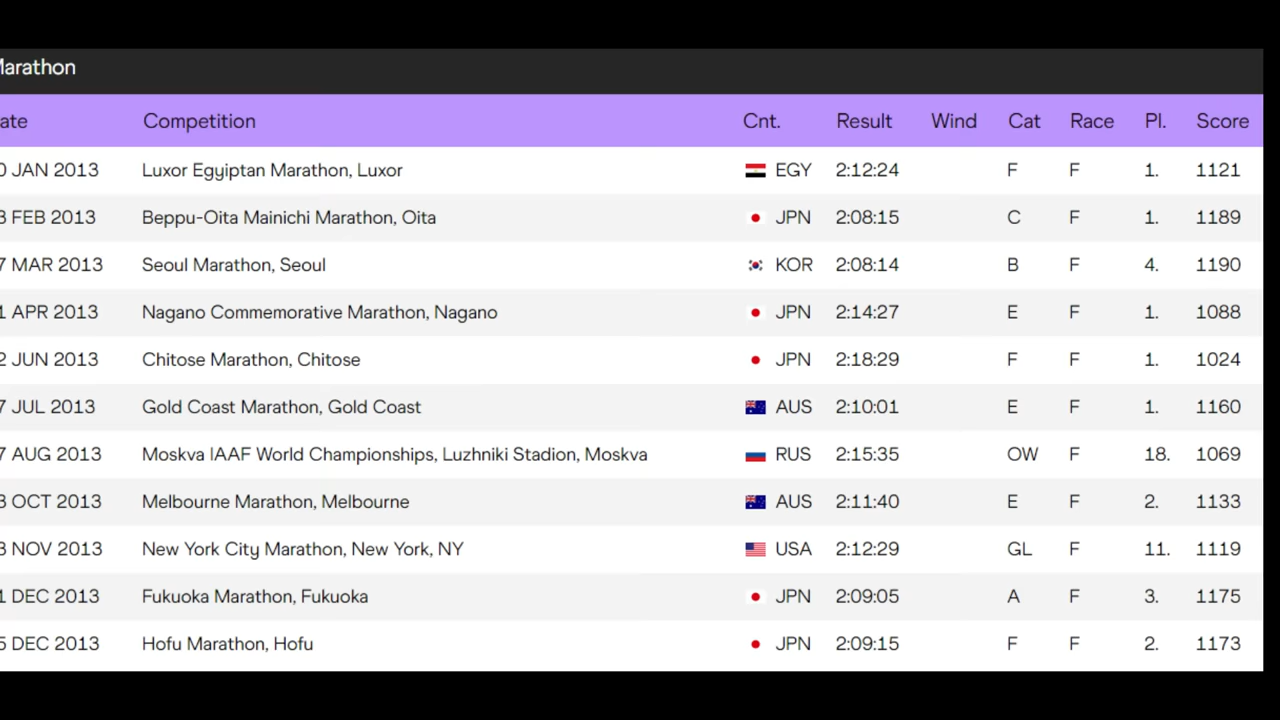 Marathon
ate Competition Cnt. Result Wind Cat Race Pl. Score
0 JAN 2013 Luxor Egyiptan Marathon, Luxor EGY 2:12:24 F F 1. 1121
3 FEB 2013 Beppu-Oita Mainichi Marathon, Oita JPN 2:08:15 C F 1. 1189
7 MAR 2013 Seoul Marathon, Seoul KOR 2:08:14 B F 4. 1190
1 APR 2013 Nagano Commemorative Marathon, Nagano JPN 2:14:27 E F 1. 1088
2 JUN 2013 Chitose Marathon, Chitose JPN 2:18:29 F F 1. 1024
7 JUL 2013 Gold Coast Marathon, Gold Coast AUS 2:10:01 E F 1. 1160
7 AUG 2013 Moskva IAAF World Championships, Luzhniki Stadion, Moskva RUS 2:15:35 OW F 18. 1069
3 OCT 2013 Melbourne Marathon, Melbourne AUS 2:11:40 E F 2. 1133
3 NOV 2013 New York City Marathon, New York, NY USA 2:12:29 GL F 11. 1119
1 DEC 2013 Fukuoka Marathon, Fukuoka JPN 2:09:05 A F 3. 1175
5 DEC 2013 Hofu Marathon, Hofu JPN 2:09:15 F F 2. 1173